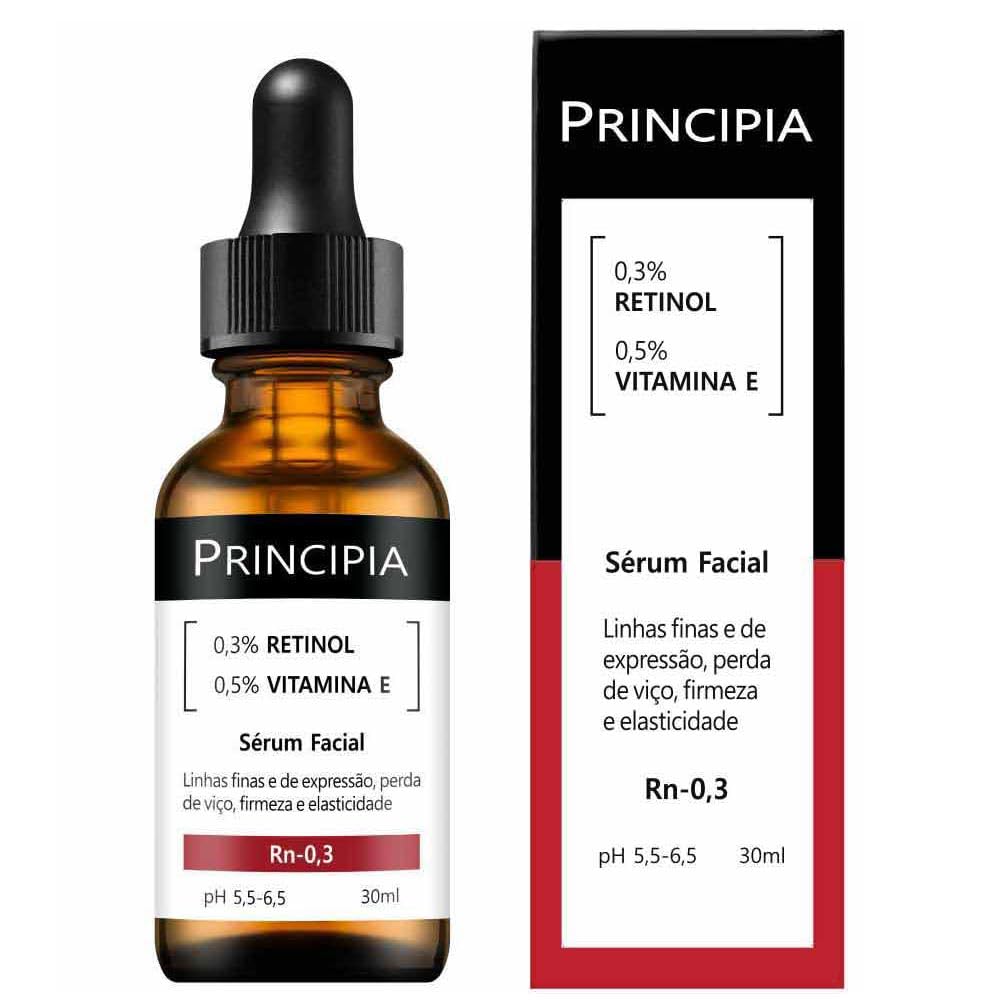 PRINCIPIA
0,3% RETINOL
0,5% VITAMINA E
Sérum Facial
Linhas finas e de expressão, perda
de viço, firmeza e elasticidade
Rn-0,3
pH 5,5-6,5 30ml
PRINCIPIA
0,3%
RETINOL
0,5%
VITAMINA E
Sérum Facial
Linhas finas e de
expressão, perda
de viço, firmeza
e elasticidade
Rn-0,3
pH 5,5-6,5 30ml